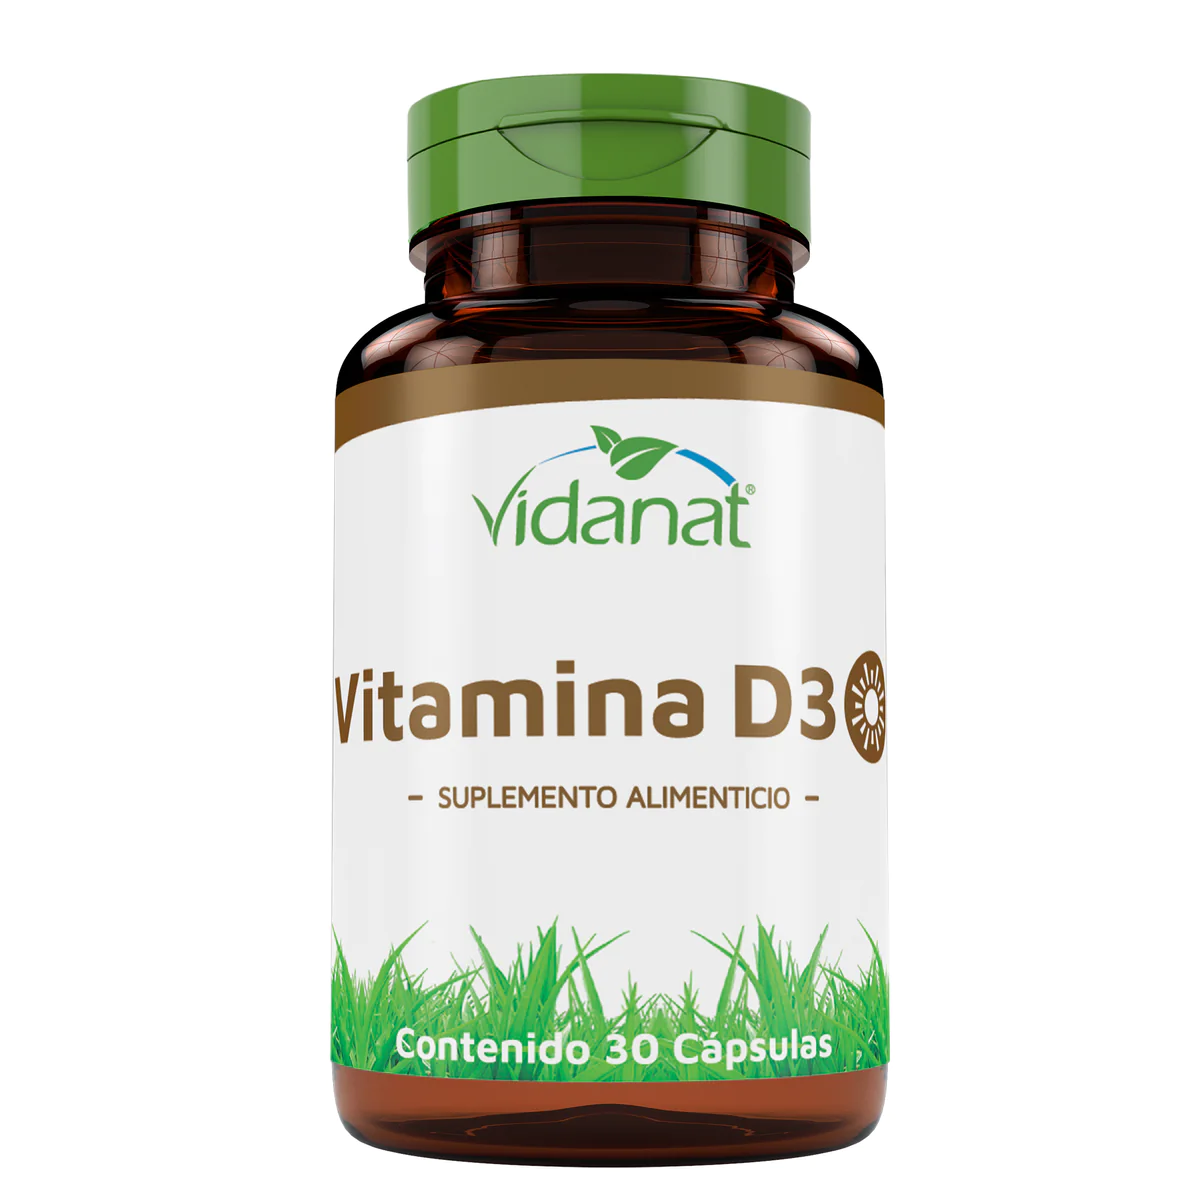 Vidanat®
Vitamina D3
– SUPLEMENTO ALIMENTICIO –
Contenido 30 Cápsulas